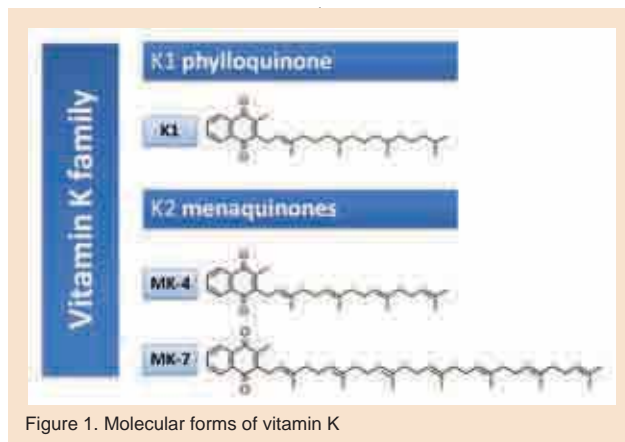 Vitamin K family
K1 phylloquinone
K1
K2 menaquinones
MK-4
MK-7
Figure 1. Molecular forms of vitamin K